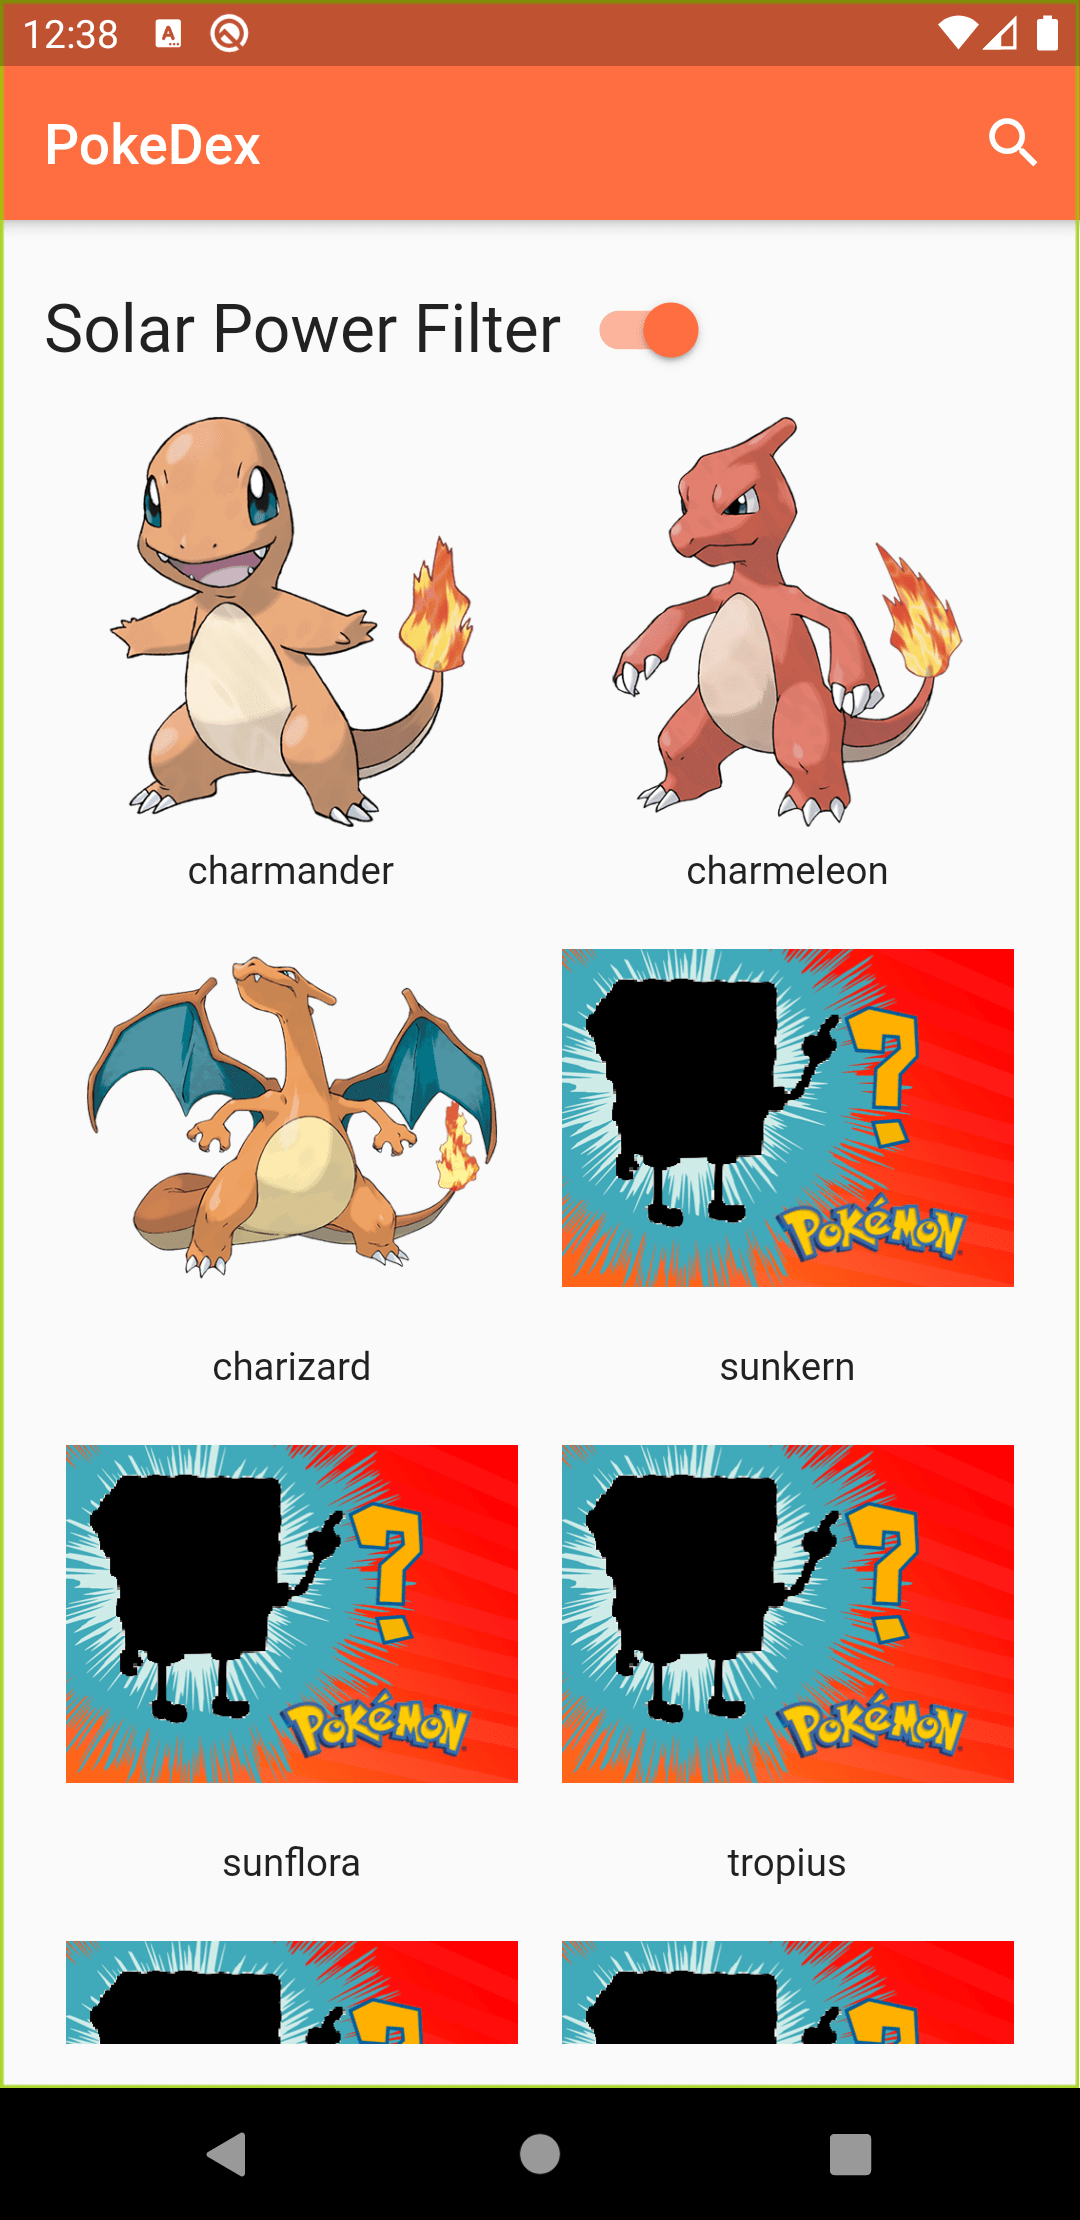 12:38 A
PokeDex
Solar Power Filter
charmander charmeleon
?
POKéMON
charizard sunkern
? ?
POKéMON POKéMON
sunflora tropius
? ?